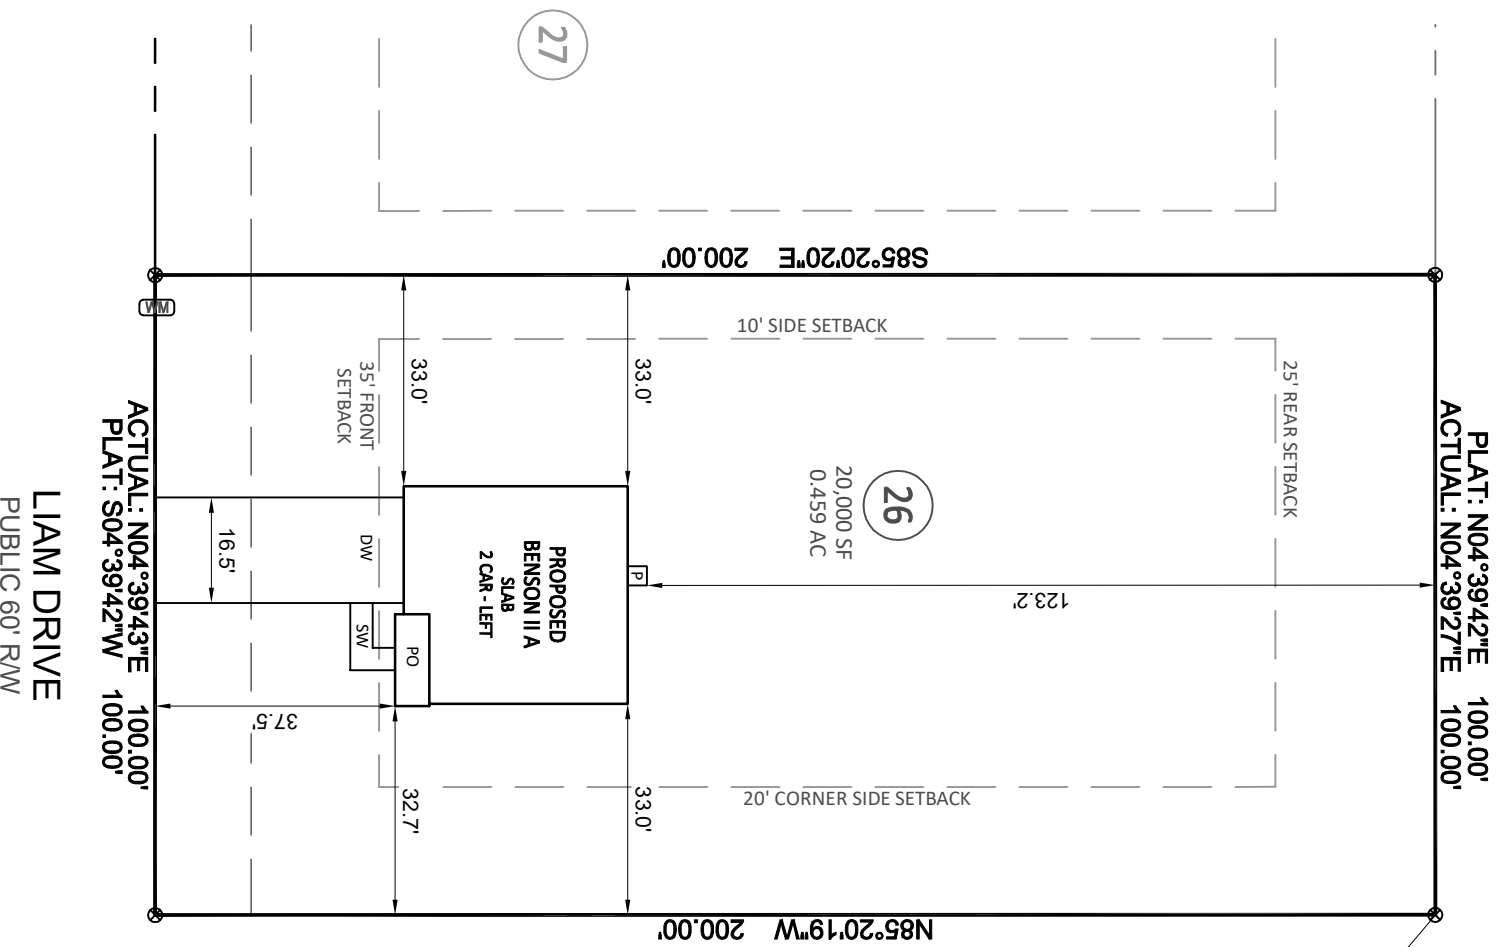 27
S85°20'20"E 200.00'
WM
10' SIDE SETBACK
33.0'
33.0'
35' FRONT
SETBACK
25' REAR SETBACK
PLAT: N04°39'42"E 100.00'
ACTUAL: N04°39'27"E 100.00'
26
20,000 SF
0.459 AC
PROPOSED
BENSON II A
SLAB
2 CAR - LEFT
P
123.2'
DW
16.5'
SW
PO
37.5'
32.7'
33.0'
20' CORNER SIDE SETBACK
ACTUAL: N04°39'43"E 100.00'
PLAT: S04°39'42"W 100.00'
LIAM DRIVE
PUBLIC 60' R/W
N85°20'19"W 200.00'